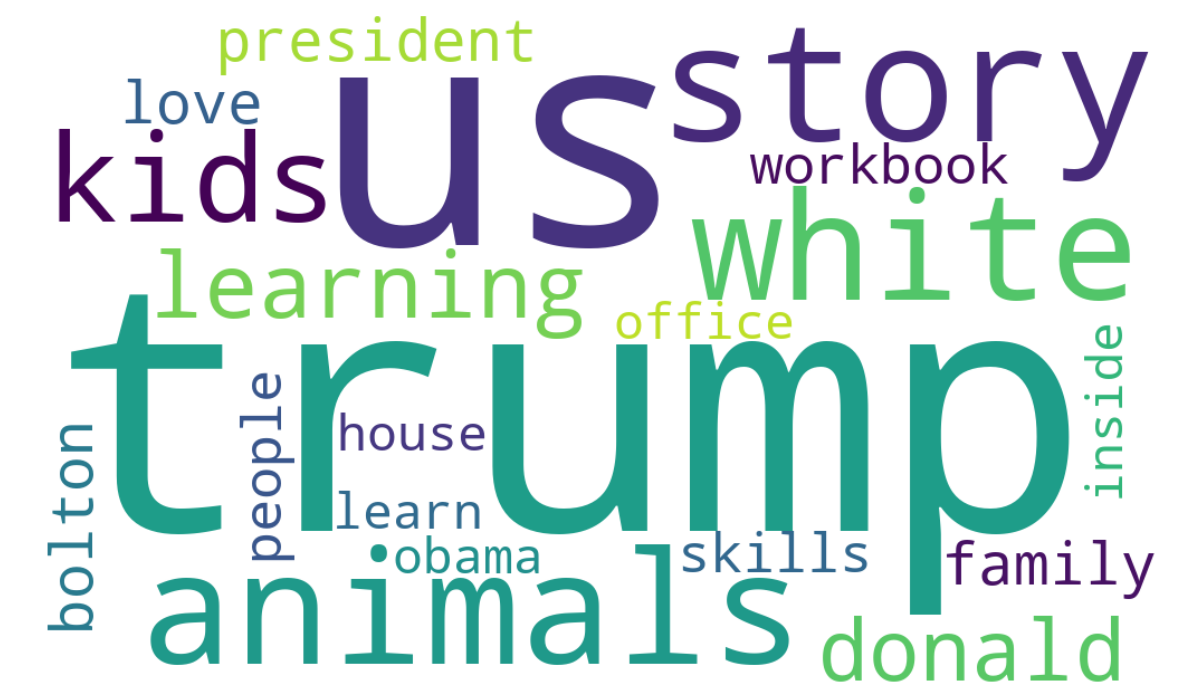 president
us
story
love
kids
workbook
white
learning
office
trump
inside
people
house
bolton
learn
obama
skills
family
animals
donald